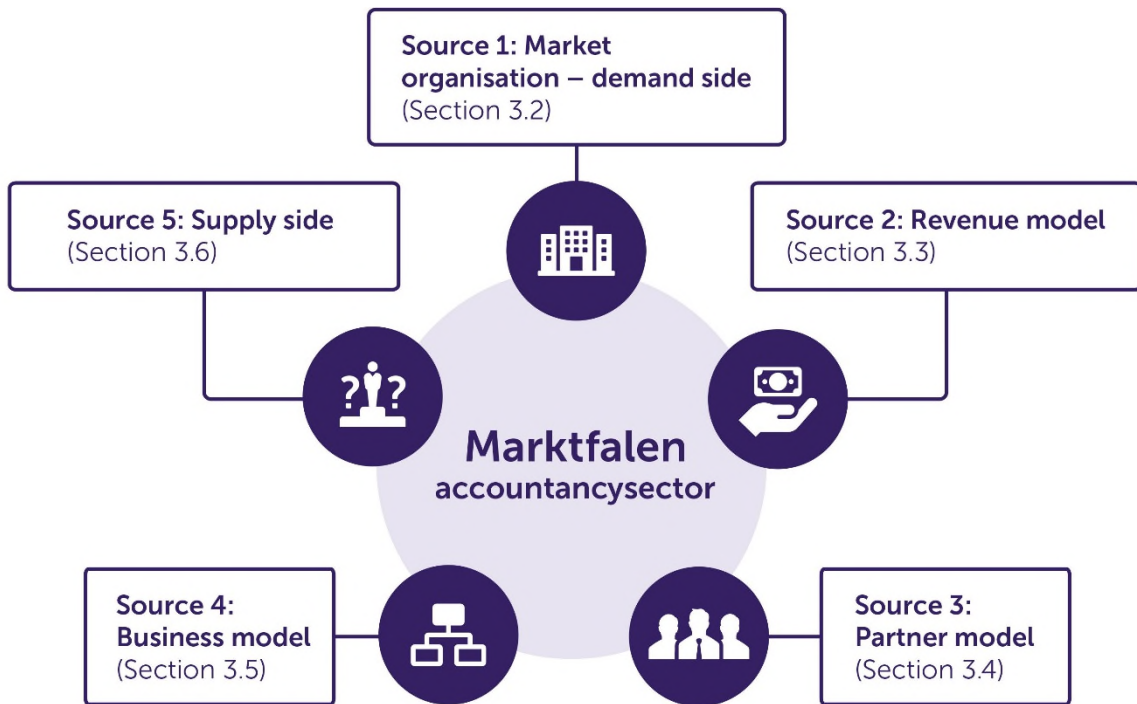 Source 1: Market
organisation – demand side
(Section 3.2)
Source 5: Supply side
(Section 3.6)
Source 2: Revenue model
(Section 3.3)
? ?
Marktfalen
accountancysector
Source 4:
Business model
(Section 3.5)
Source 3:
Partner model
(Section 3.4)